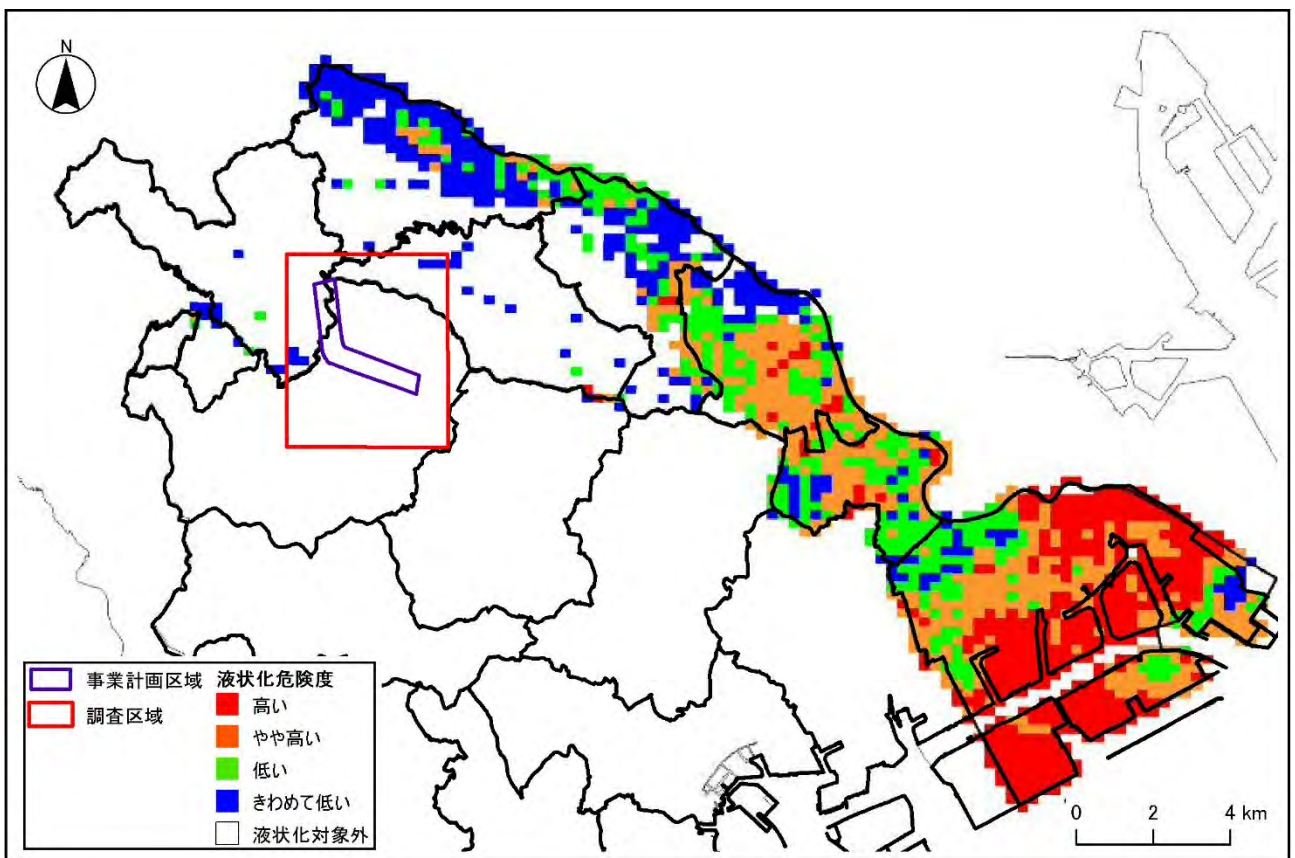 N
事業計画区域
調査区域
液状化危険度
高い
やや高い
低い
きわめて低い
液状化対象外
0 2 4 km